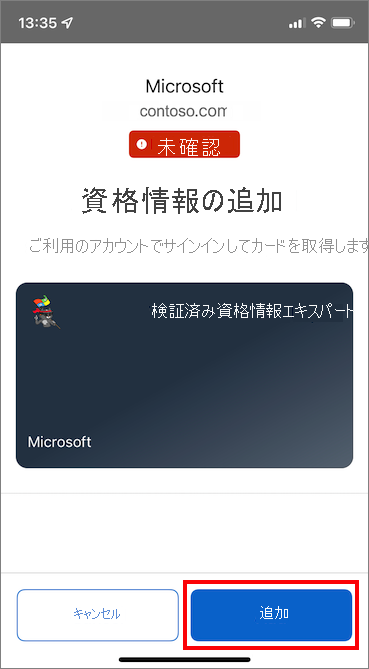 13:35
Microsoft
contoso.com
未確認
資格情報の追加
ご利用のアカウントでサインインしてカードを取得します
検証済み資格情報エキスパート
Microsoft
キャンセル
追加